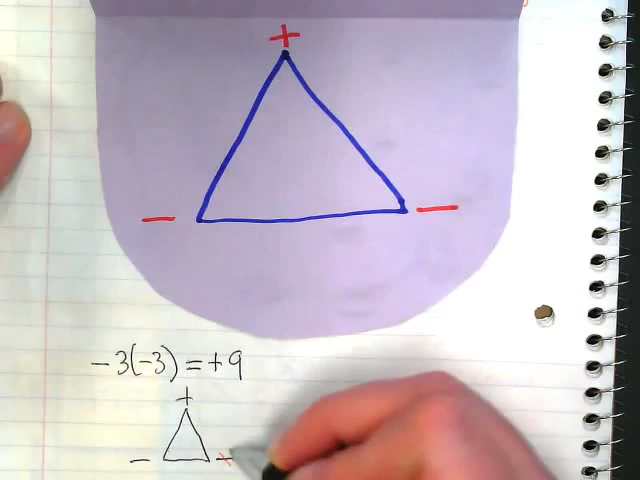 +
− −
-3(-3) = +9
+
− −